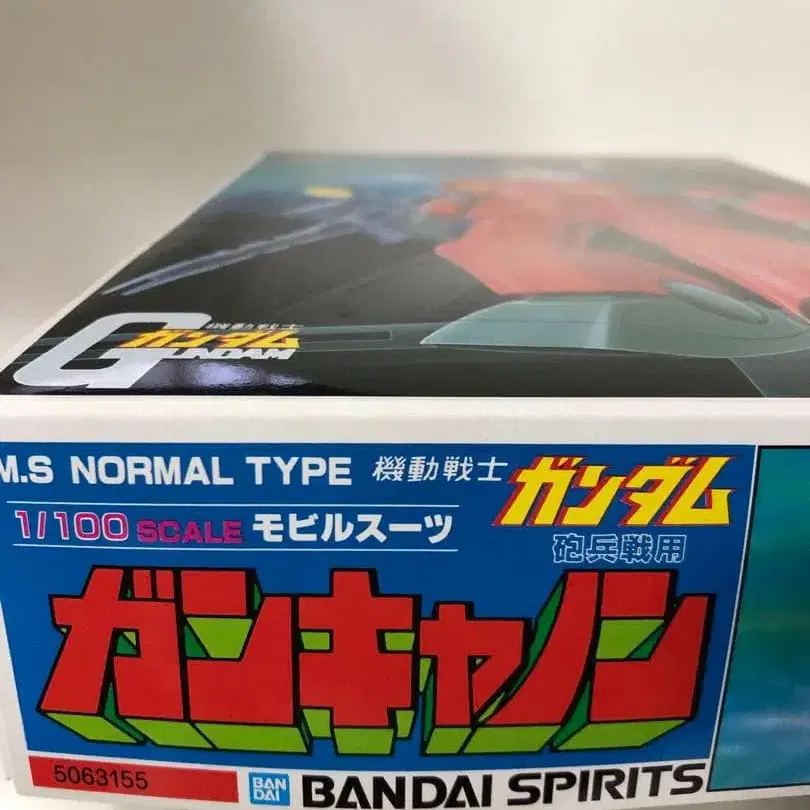 機動戦士
ガンダム
GUNDAM
M.S NORMAL TYPE 機動戦士 ガンダム
1/100 SCALE モビルスーツ
砲兵戦用
ガンキャノン
5063155
BAN
DAI
BANDAI SPIRITS